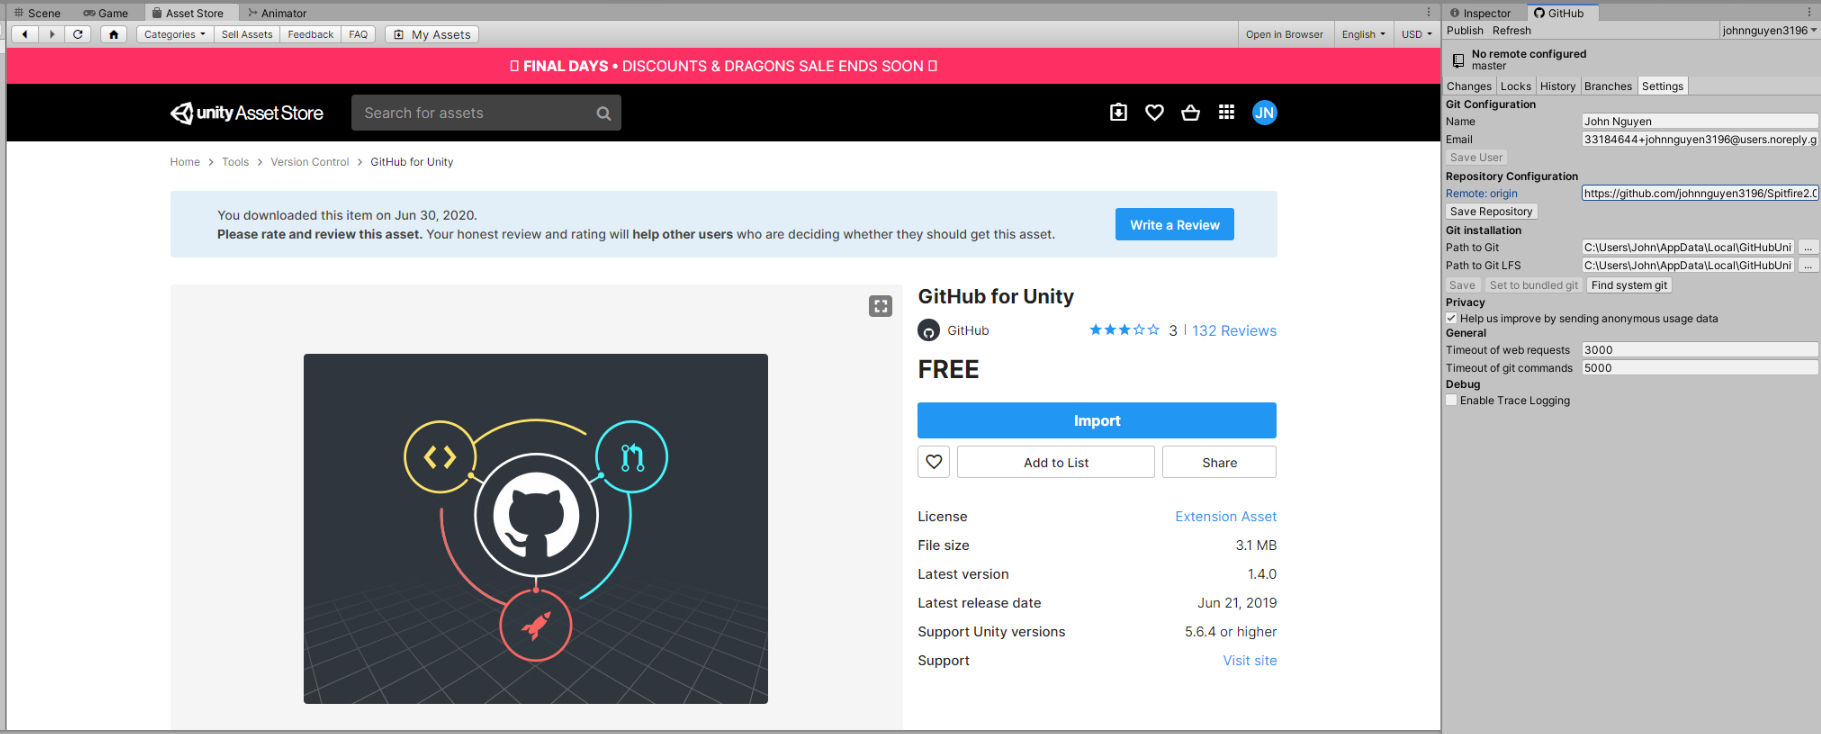 Scene Game Asset Store Animator
Categories Sell Assets Feedback FAQ My Assets Open in Browser English USD
FINAL DAYS • DISCOUNTS & DRAGONS SALE ENDS SOON
unity Asset Store Search for assets JN
Home > Tools > Version Control > GitHub for Unity
You downloaded this item on Jun 30, 2020.
Please rate and review this asset. Your honest review and rating will help other users who are deciding whether they should get this asset.
Write a Review
GitHub for Unity
GitHub 3 | 132 Reviews
FREE
Import
Add to List Share
License Extension Asset
File size 3.1 MB
Latest version 1.4.0
Latest release date Jun 21, 2019
Support Unity versions 5.6.4 or higher
Support Visit site
Inspector GitHub
Publish Refresh johnnguyen3196
No remote configured
master
Changes Locks History Branches Settings
Git Configuration
Name John Nguyen
Email 33184644+johnnguyen3196@users.noreply.g
Save User
Repository Configuration
Remote: origin https://github.com/johnnguyen3196/Spitfire2.0
Save Repository
Git installation
Path to Git C:\Users\John\AppData\Local\GitHubUni ...
Path to Git LFS C:\Users\John\AppData\Local\GitHubUni ...
Save Set to bundled git Find system git
Privacy
Help us improve by sending anonymous usage data
General
Timeout of web requests 3000
Timeout of git commands 5000
Debug
Enable Trace Logging